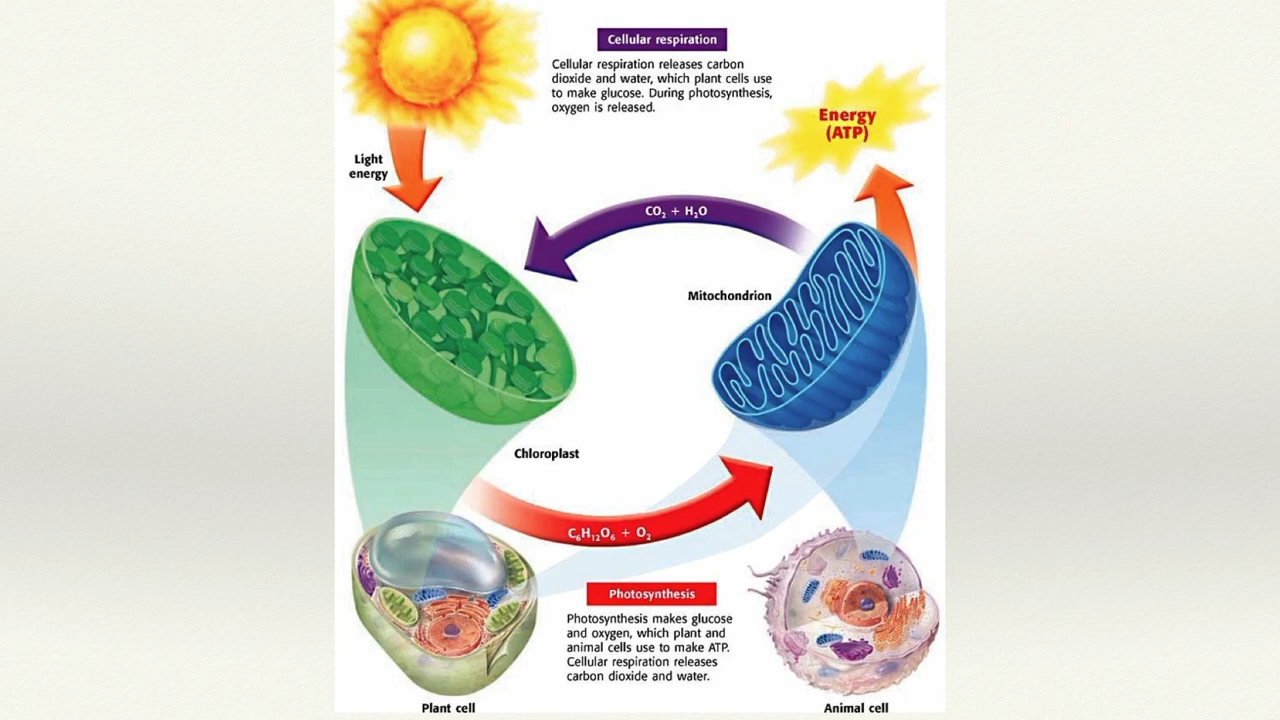 Cellular respiration
Cellular respiration releases carbon
dioxide and water, which plant cells use
to make glucose. During photosynthesis,
oxygen is released.
Energy
(ATP)
Light
energy
CO₂ + H₂O
Mitochondrion
Chloroplast
C₆H₁₂O₆ + O₂
Photosynthesis
Photosynthesis makes glucose
and oxygen, which plant and
animal cells use to make ATP.
Cellular respiration releases
carbon dioxide and water.
Plant cell
Animal cell